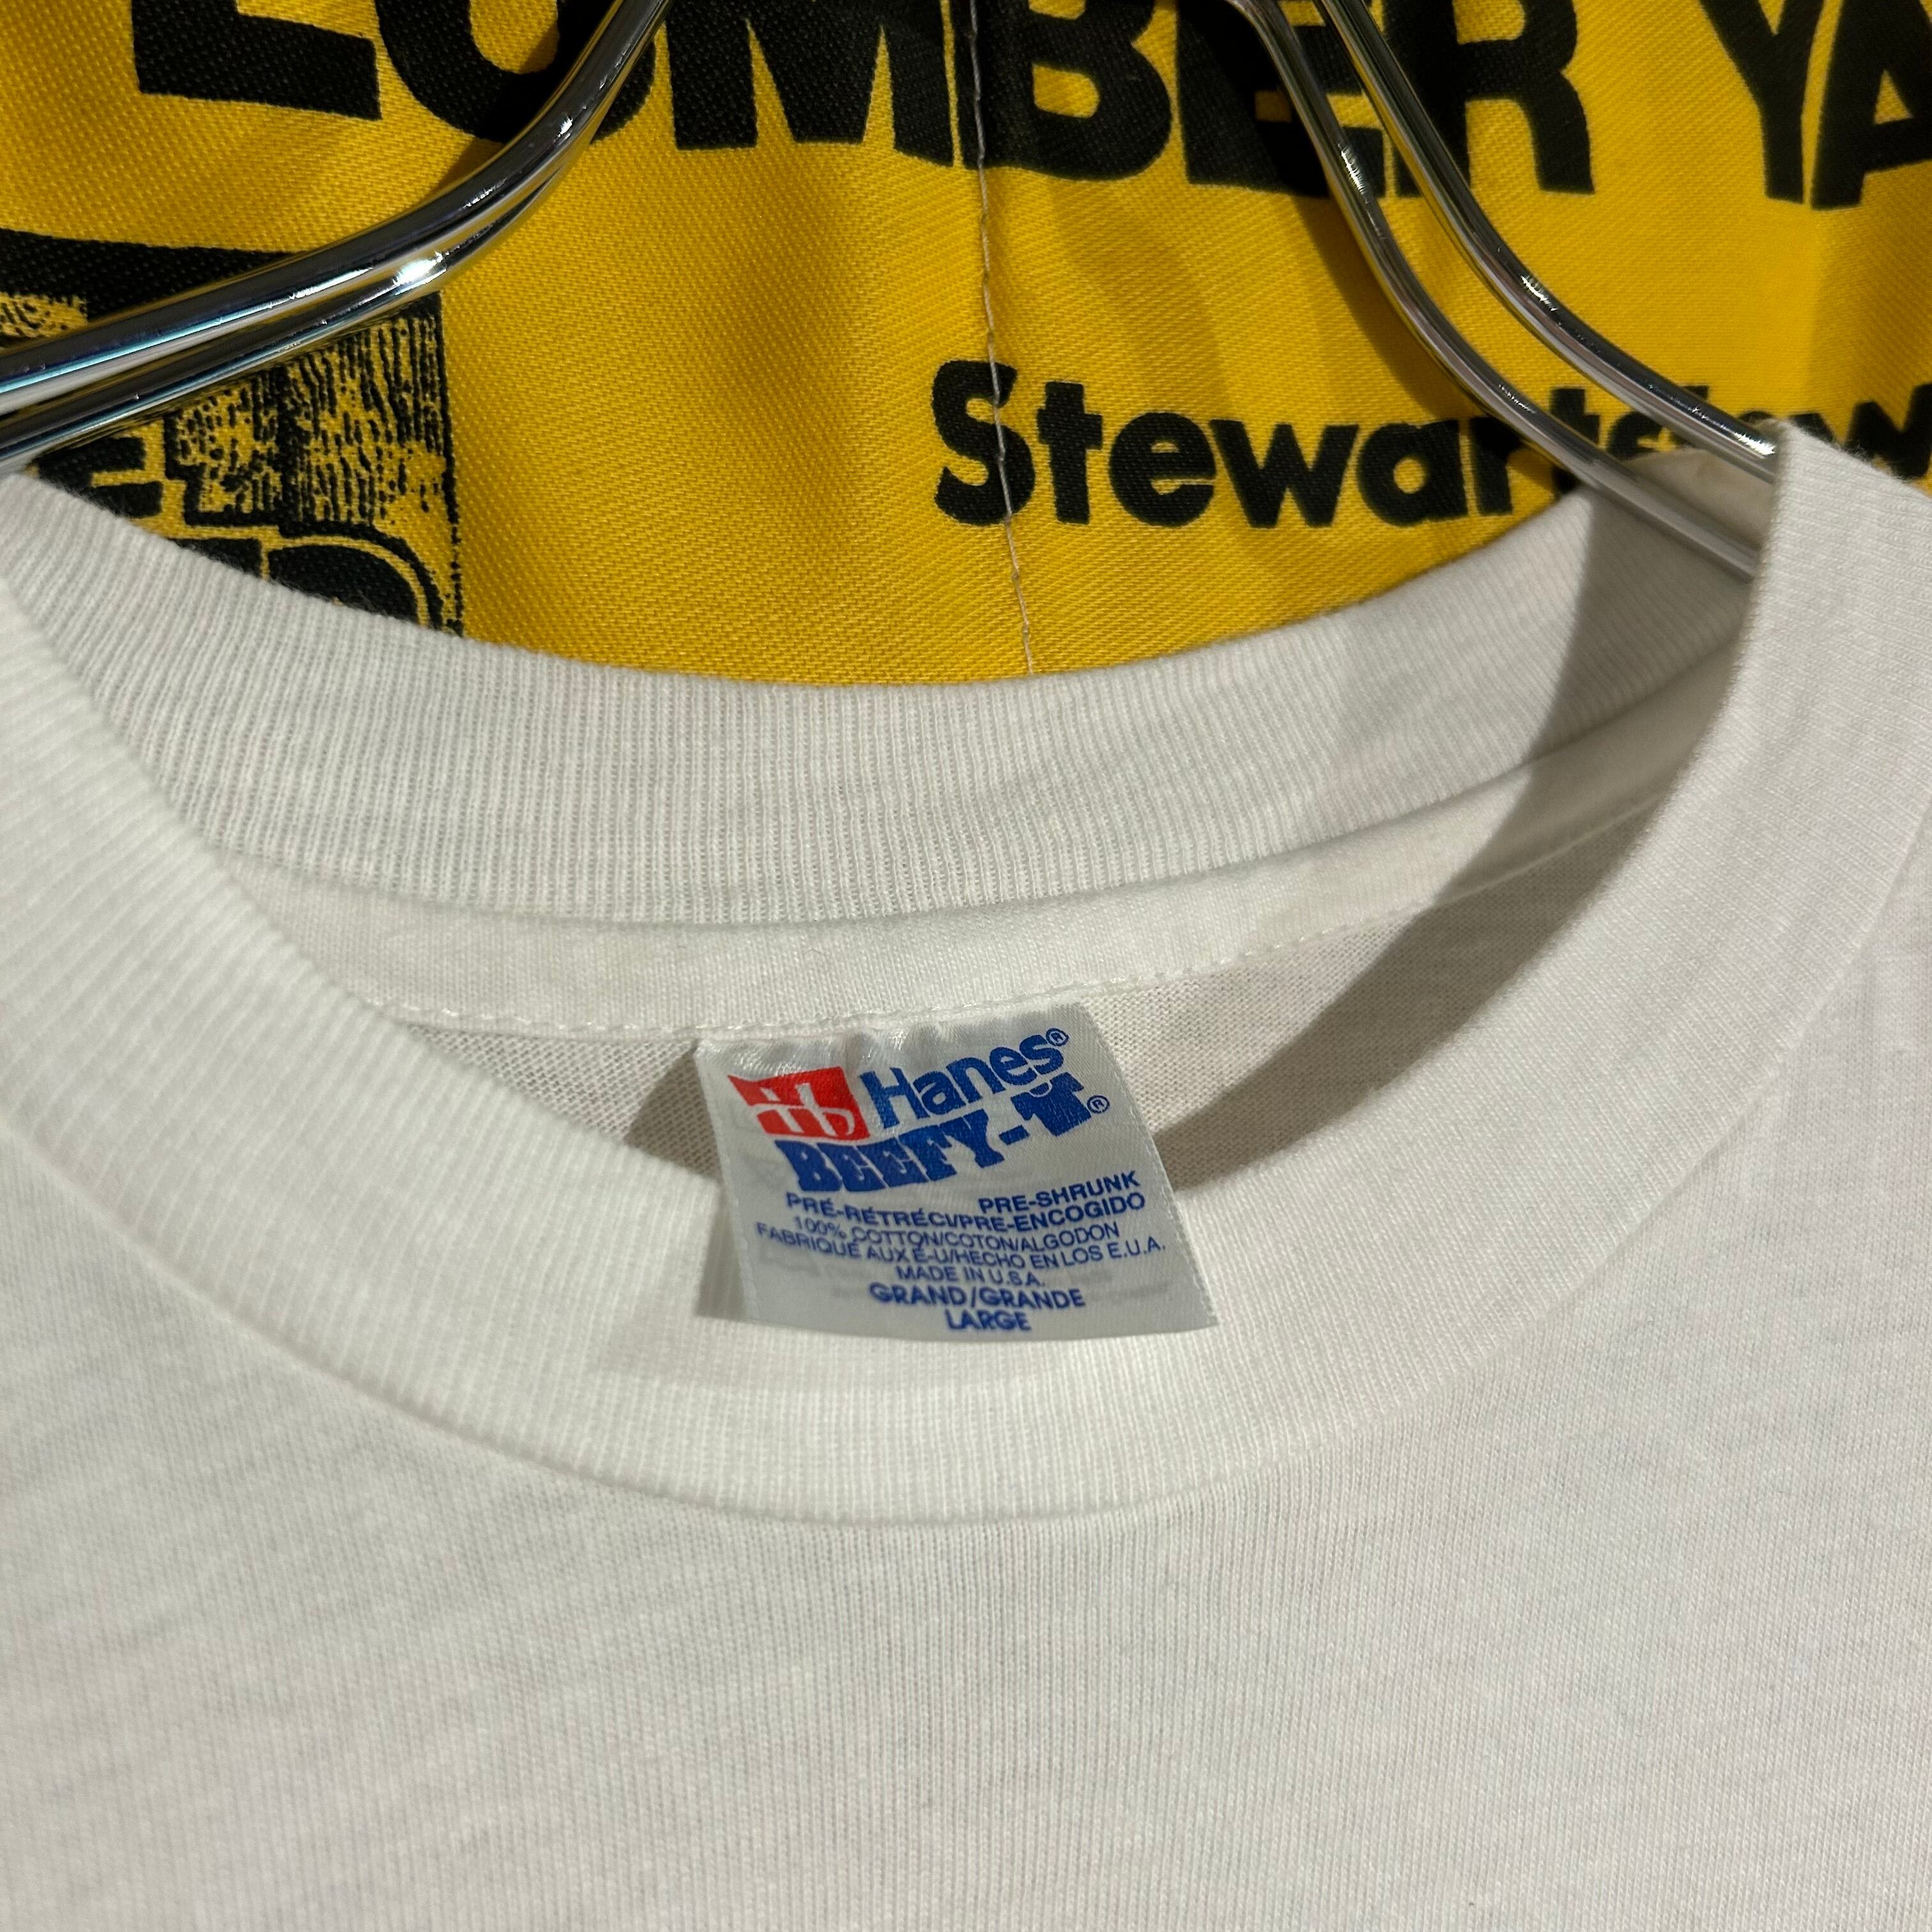 LUMBER YA
Stewarts
Hanes®
BEEFY-T®
PRE-SHRUNK
PRÉ-RÉTRÉCI/PRE-ENCOGIDO
100% COTTON/COTON/ALGODON
FABRIQUÉ AUX É-U/HECHO EN LOS E.U.A.
MADE IN U.S.A.
GRAND/GRANDE
LARGE